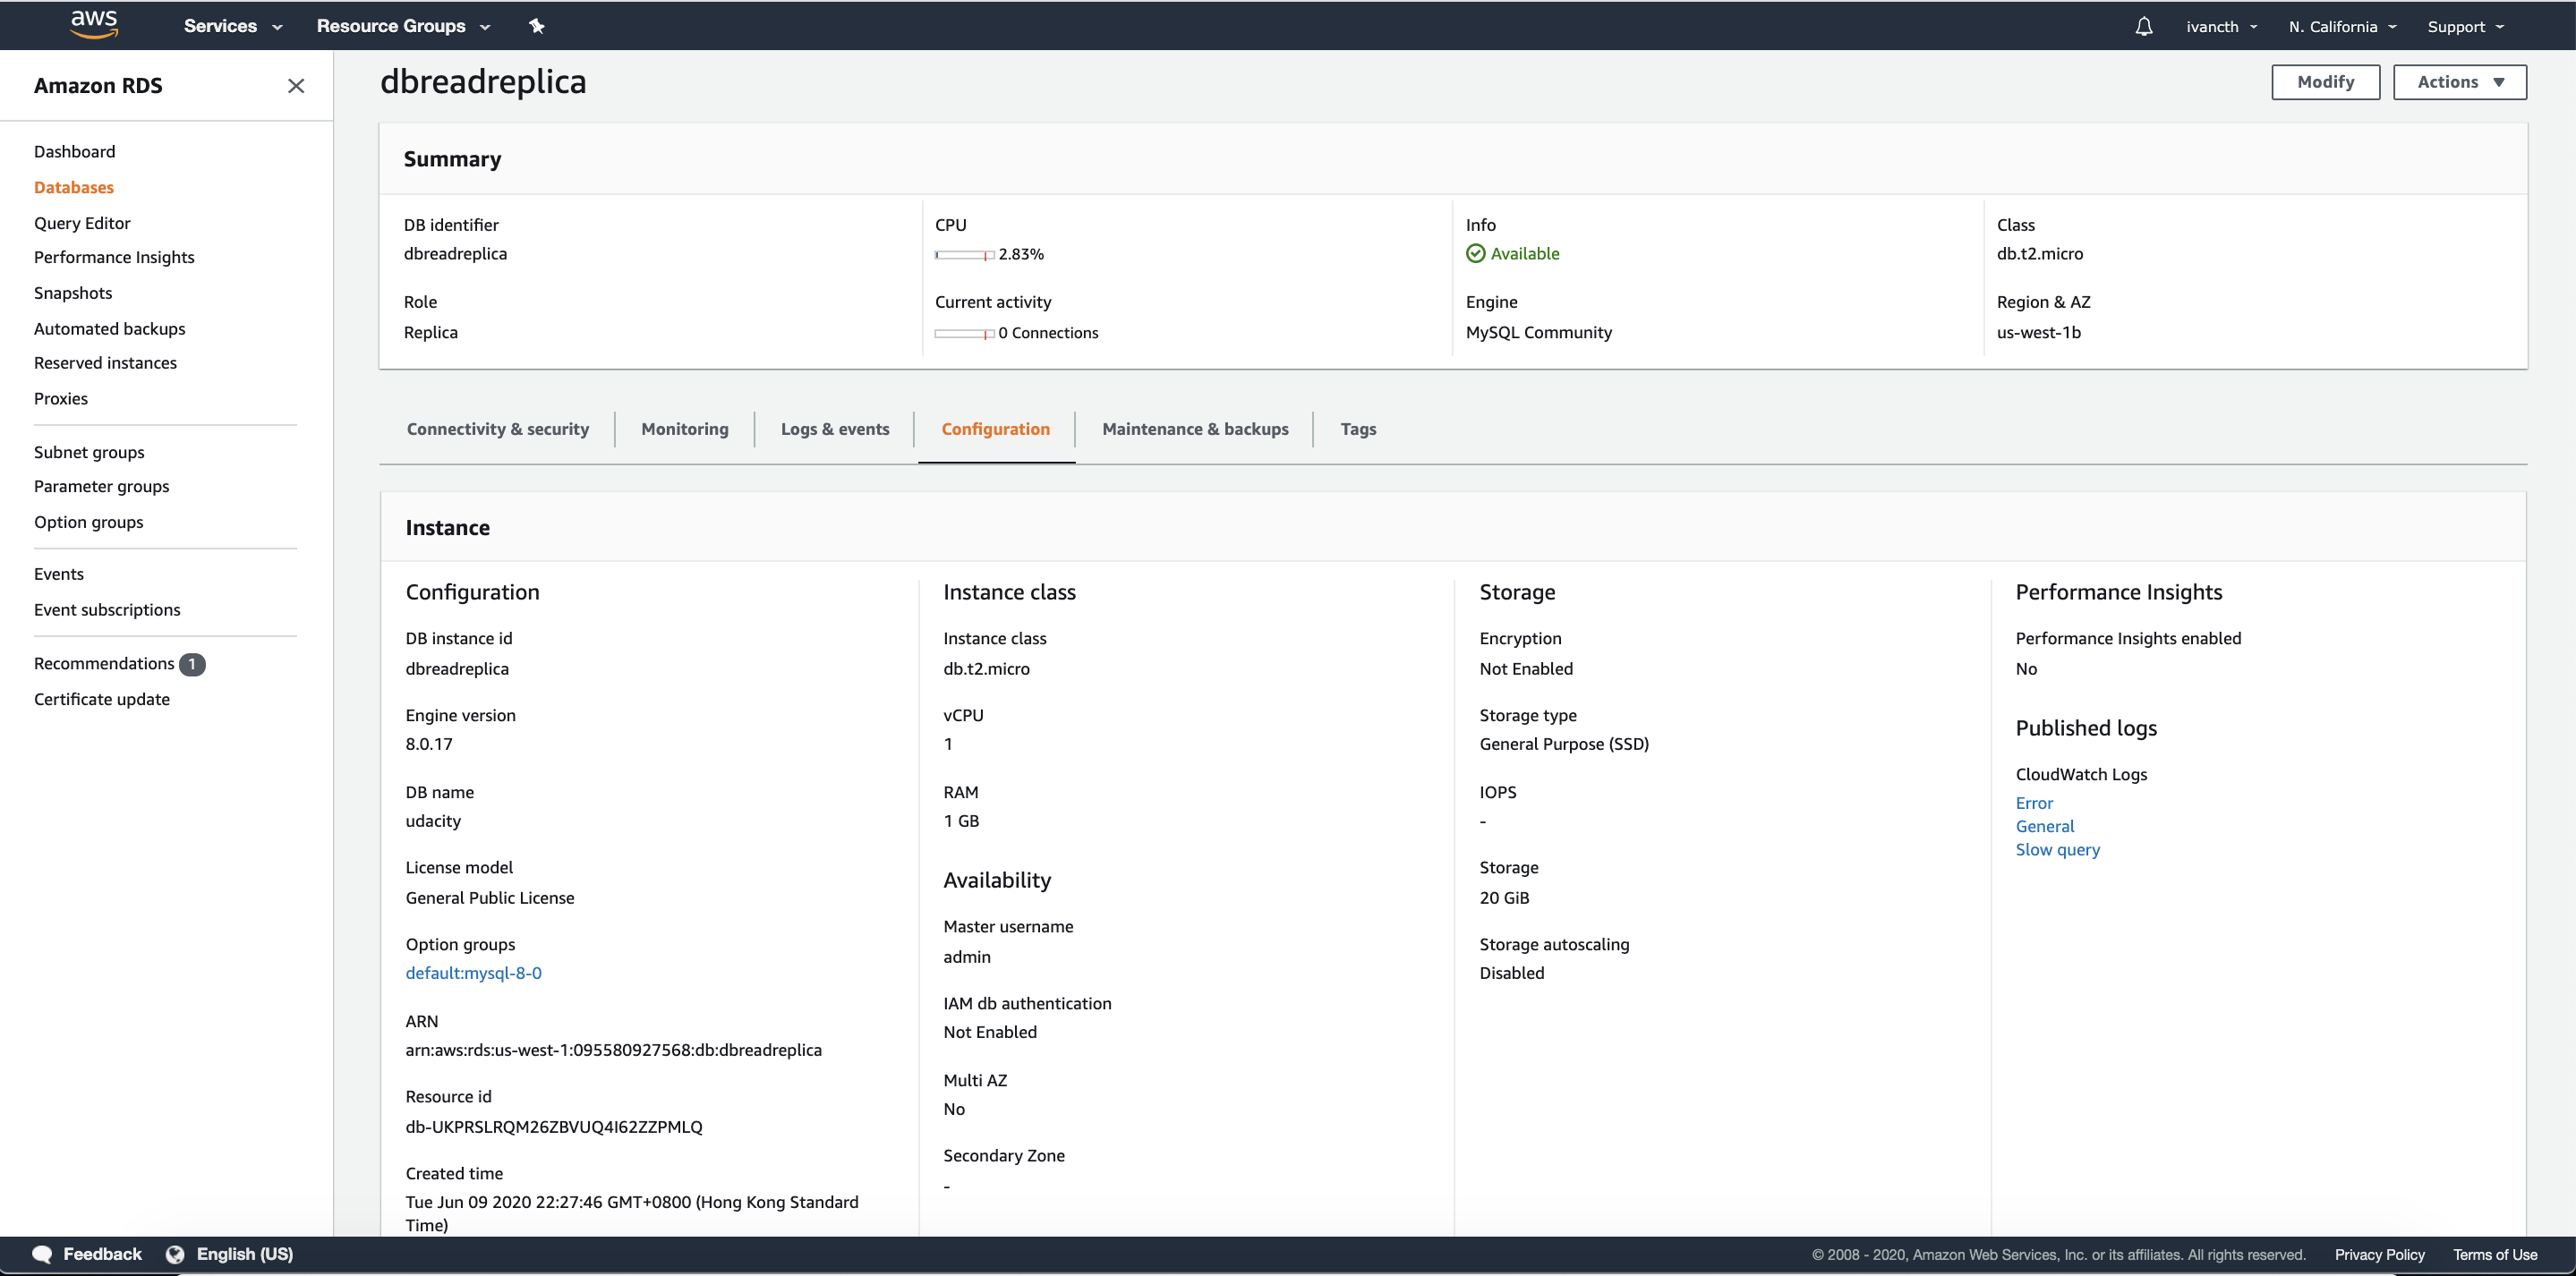 aws
Services
Resource Groups
ivancth
N. California
Support
Amazon RDS
Dashboard
Databases
Query Editor
Performance Insights
Snapshots
Automated backups
Reserved instances
Proxies
Subnet groups
Parameter groups
Option groups
Events
Event subscriptions
Recommendations 1
Certificate update
dbreadreplica
Modify
Actions
Summary
DB identifier
dbreadreplica
Role
Replica
CPU
2.83%
Current activity
0 Connections
Info
Available
Engine
MySQL Community
Class
db.t2.micro
Region & AZ
us-west-1b
Connectivity & security
Monitoring
Logs & events
Configuration
Maintenance & backups
Tags
Instance
Configuration
DB instance id
dbreadreplica
Engine version
8.0.17
DB name
udacity
License model
General Public License
Option groups
default:mysql-8-0
ARN
arn:aws:rds:us-west-1:095580927568:db:dbreadreplica
Resource id
db-UKPRSLRQM26ZBVUQ4I62ZZPMLQ
Created time
Tue Jun 09 2020 22:27:46 GMT+0800 (Hong Kong Standard
Time)
Instance class
Instance class
db.t2.micro
vCPU
1
RAM
1 GB
Availability
Master username
admin
IAM db authentication
Not Enabled
Multi AZ
No
Secondary Zone
-
Storage
Encryption
Not Enabled
Storage type
General Purpose (SSD)
IOPS
-
Storage
20 GiB
Storage autoscaling
Disabled
Performance Insights
Performance Insights enabled
No
Published logs
CloudWatch Logs
Error
General
Slow query
Feedback
English (US)
© 2008 - 2020, Amazon Web Services, Inc. or its affiliates. All rights reserved.
Privacy Policy
Terms of Use